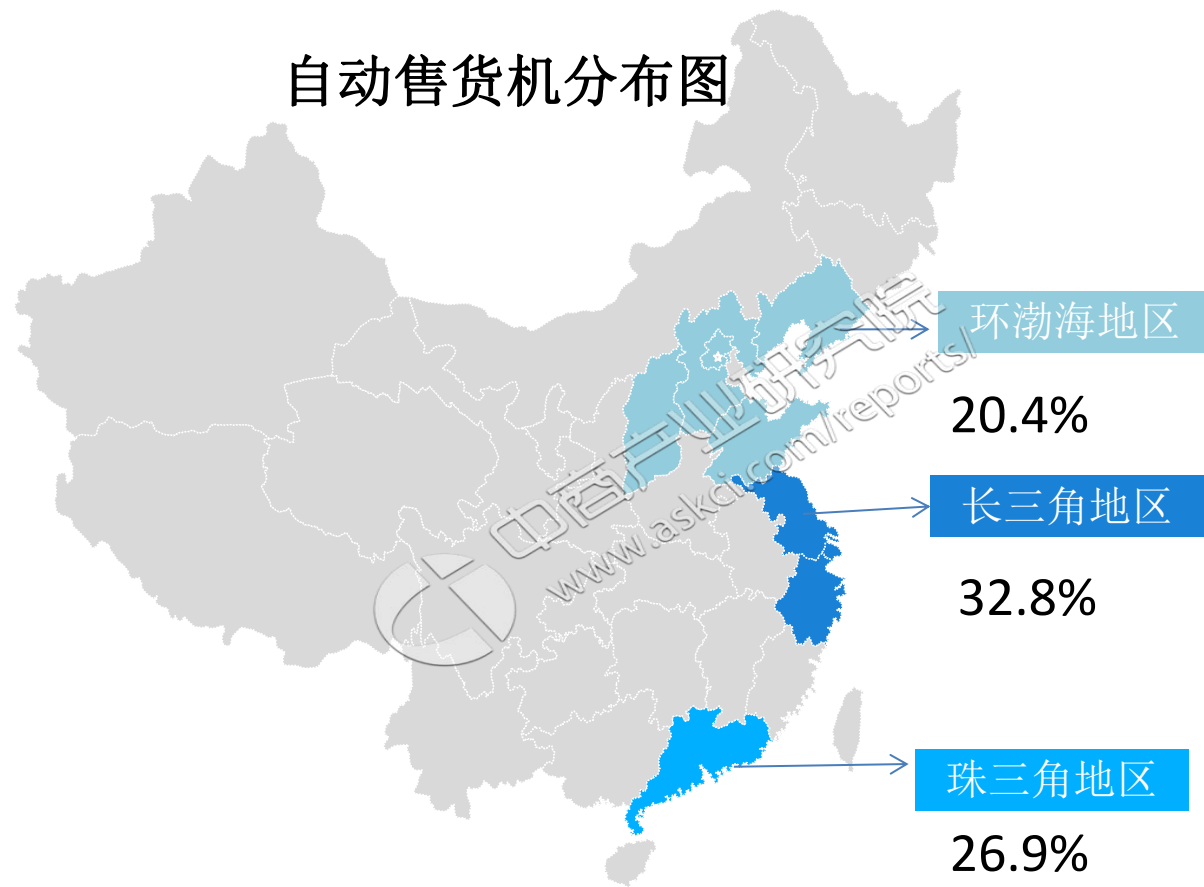 自动售货机分布图
环渤海地区
20.4%
长三角地区
32.8%
珠三角地区
26.9%
中商产业研究院
www.askci.com/reports/